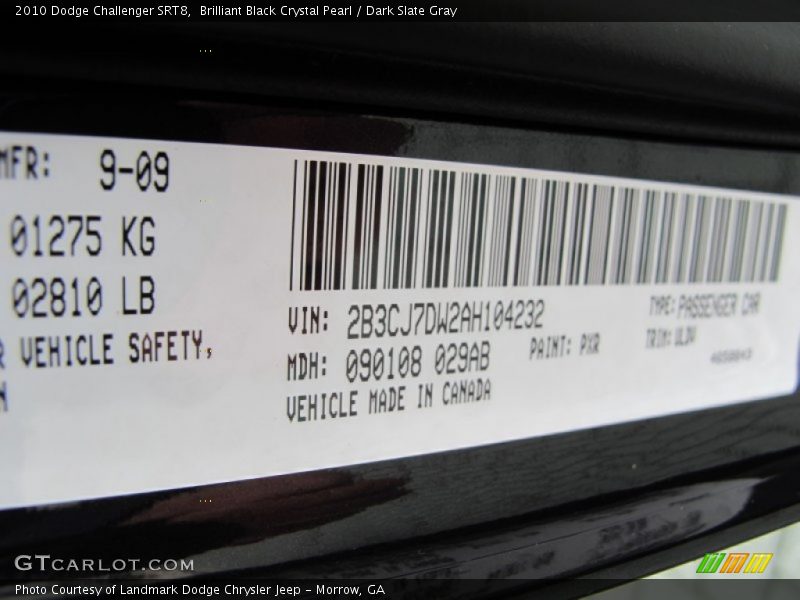 2010 Dodge Challenger SRT8, Brilliant Black Crystal Pearl / Dark Slate Gray
MFR: 9-09
01275 KG
02810 LB
R VEHICLE SAFETY,
N
VIN: 2B3CJ7DW2AH104232
TYPE: PASSENGER CAR
MDH: 090108 029AB
PAINT: PXR
TRIM:
VEHICLE MADE IN CANADA
GTCARLOT.COM
Photo Courtesy of Landmark Dodge Chrysler Jeep - Morrow, GA